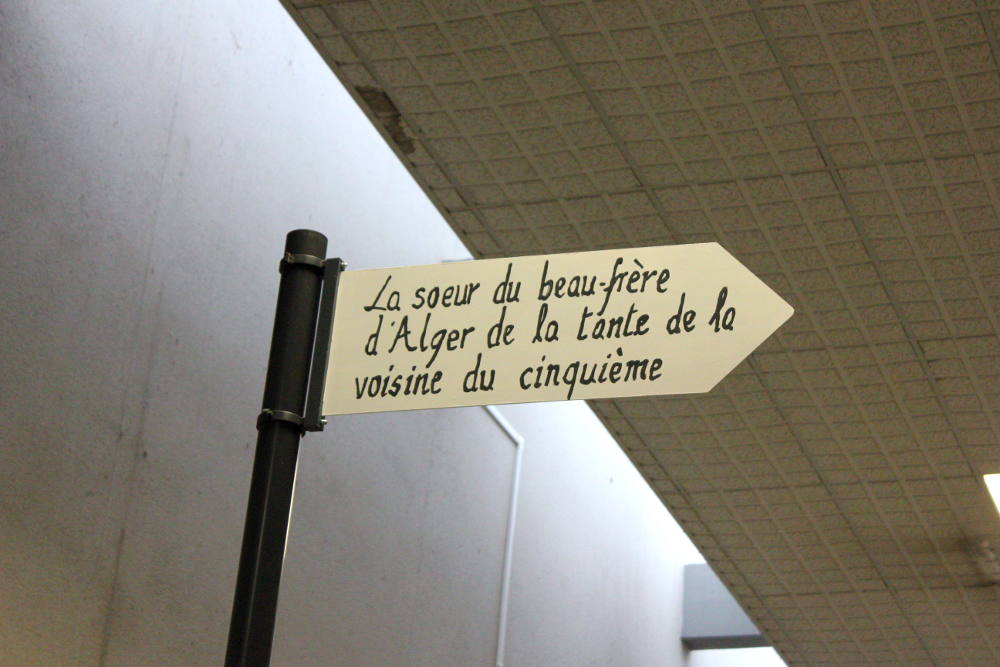 La soeur du beau-frère
d'Alger de la tante de la
voisine du cinquième